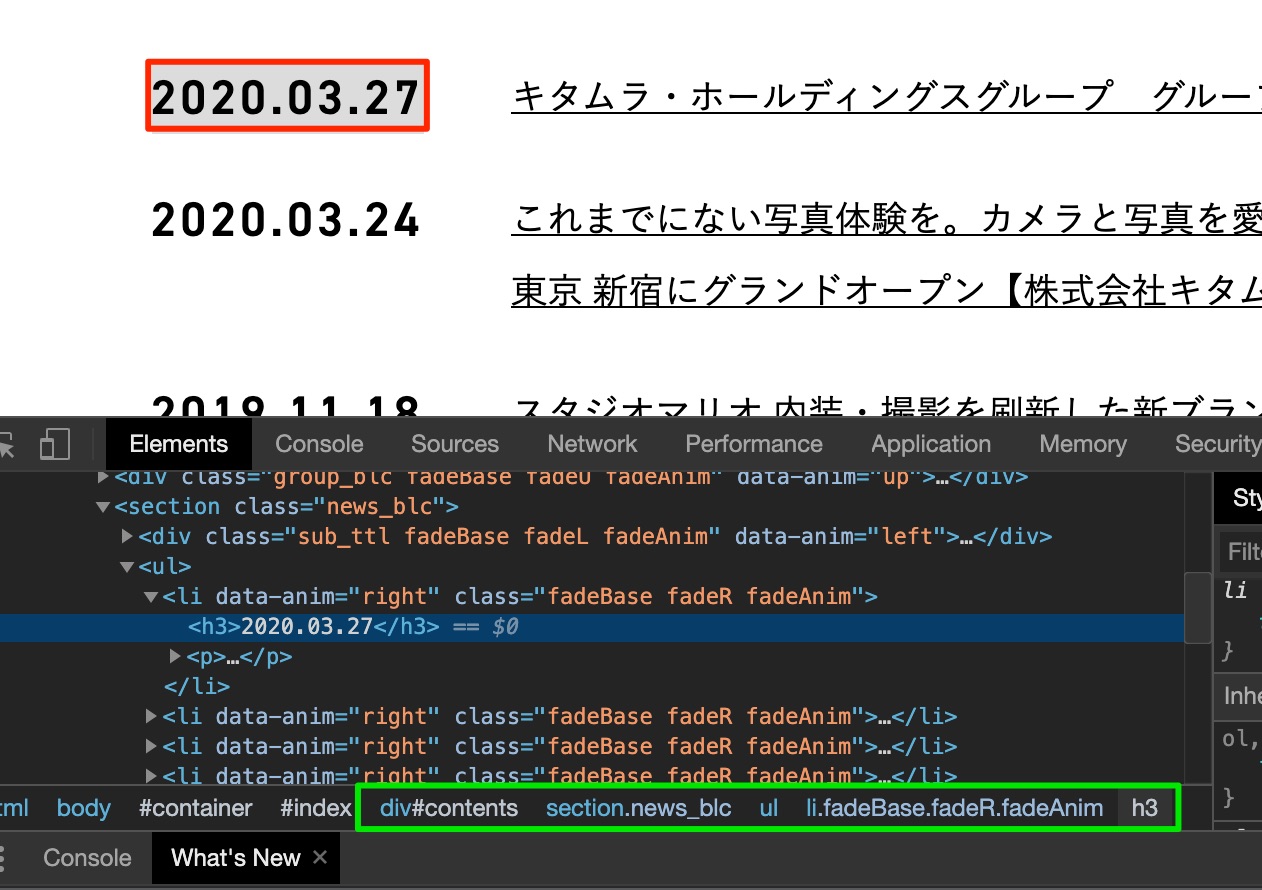 2020.03.27 キタムラ・ホールディングスグループ グルー
2020.03.24 これまでにない写真体験を。カメラと写真を愛
東京 新宿にグランドオープン【株式会社キタム
2019.11.18 スタジオマリオ 内装・撮影を刷新した新ブラン
Elements Console Sources Network Performance Application Memory Security
<div class="group_blc fadeBase fadeU fadeAnim" data-anim="up">…</div>
<section class="news_blc">
<div class="sub_ttl fadeBase fadeL fadeAnim" data-anim="left">…</div>
<ul>
<li data-anim="right" class="fadeBase fadeR fadeAnim">
<h3>2020.03.27</h3> == $0
<p>…</p>
</li>
<li data-anim="right" class="fadeBase fadeR fadeAnim">…</li>
<li data-anim="right" class="fadeBase fadeR fadeAnim">…</li>
<li data-anim="right" class="fadeBase fadeR fadeAnim">…</li>
Sty
Filt
li
}
Inhe
ol,
}
tml body #container #index div#contents section.news_blc ul li.fadeBase.fadeR.fadeAnim h3
Console What's New ×